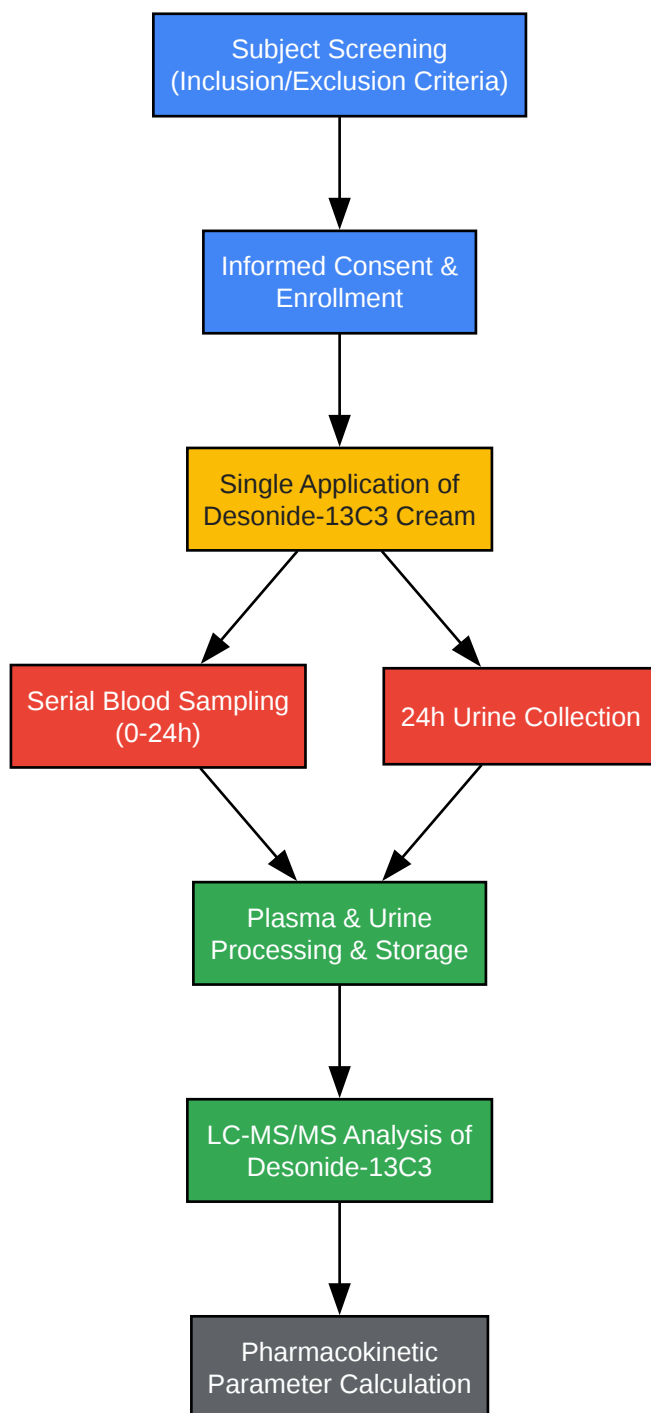 Subject Screening
(Inclusion/Exclusion Criteria)
Informed Consent &
Enrollment
Single Application of
Desonide-13C3 Cream
Serial Blood Sampling
(0-24h)
24h Urine Collection
Plasma & Urine
Processing & Storage
LC-MS/MS Analysis of
Desonide-13C3
Pharmacokinetic
Parameter Calculation